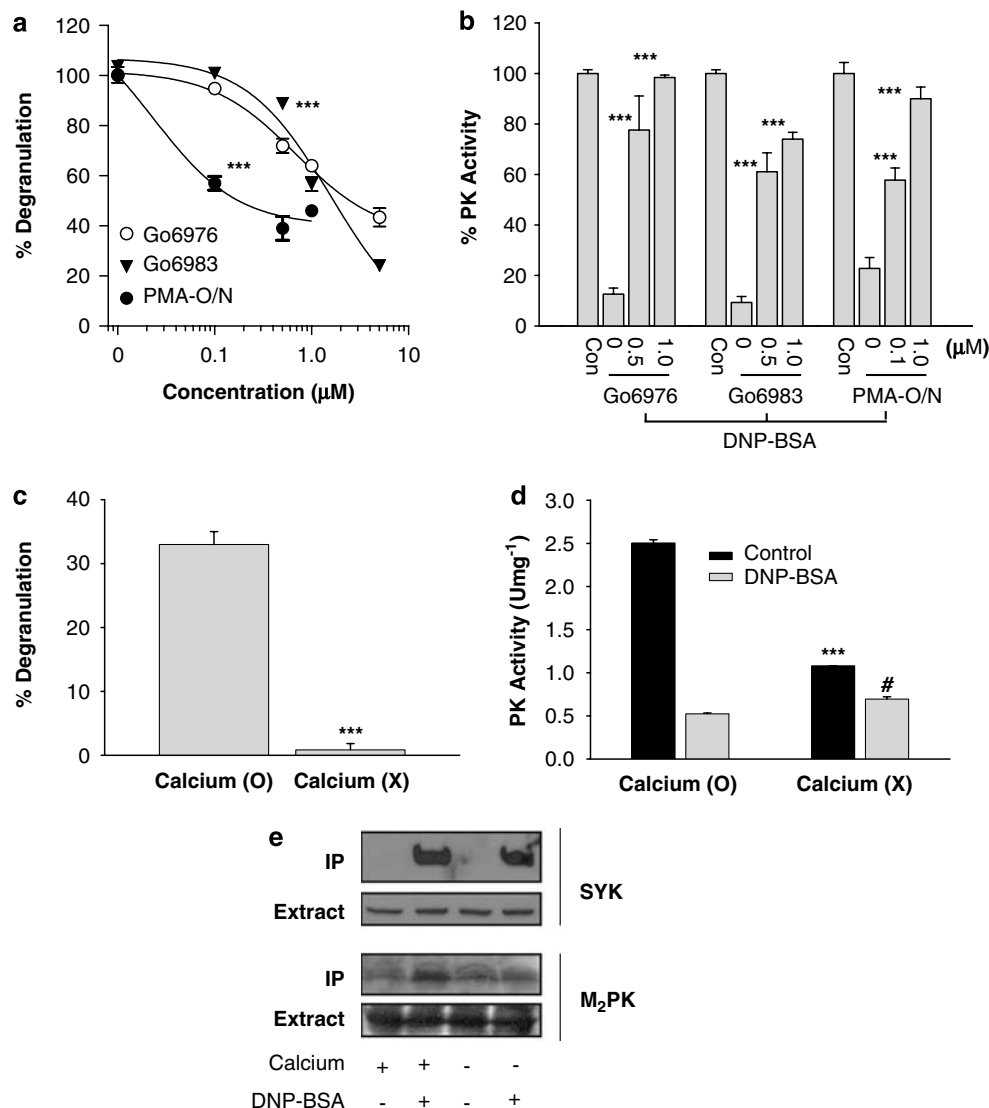 a
120
100
80
60
40
20
0
% Degranulation
***
***
Go6976
Go6983
PMA-O/N
0 0.1 1.0 10
Concentration (μM)
b
120
100
80
60
40
20
0
% PK Activity
*** *** *** *** *** ***
Con 0 0.5 1.0 Con 0 0.5 1.0 Con 0 0.1 1.0 (μM)
Go6976 Go6983 PMA-O/N
DNP-BSA
c
40
30
20
10
0
% Degranulation
***
Calcium (O) Calcium (X)
d
3.0
2.5
2.0
1.5
1.0
0.5
0.0
PK Activity (Umg-1)
Control
DNP-BSA
***
#
Calcium (O) Calcium (X)
e
IP
Extract
SYK
IP
Extract
M2PK
Calcium + + - -
DNP-BSA - + - +